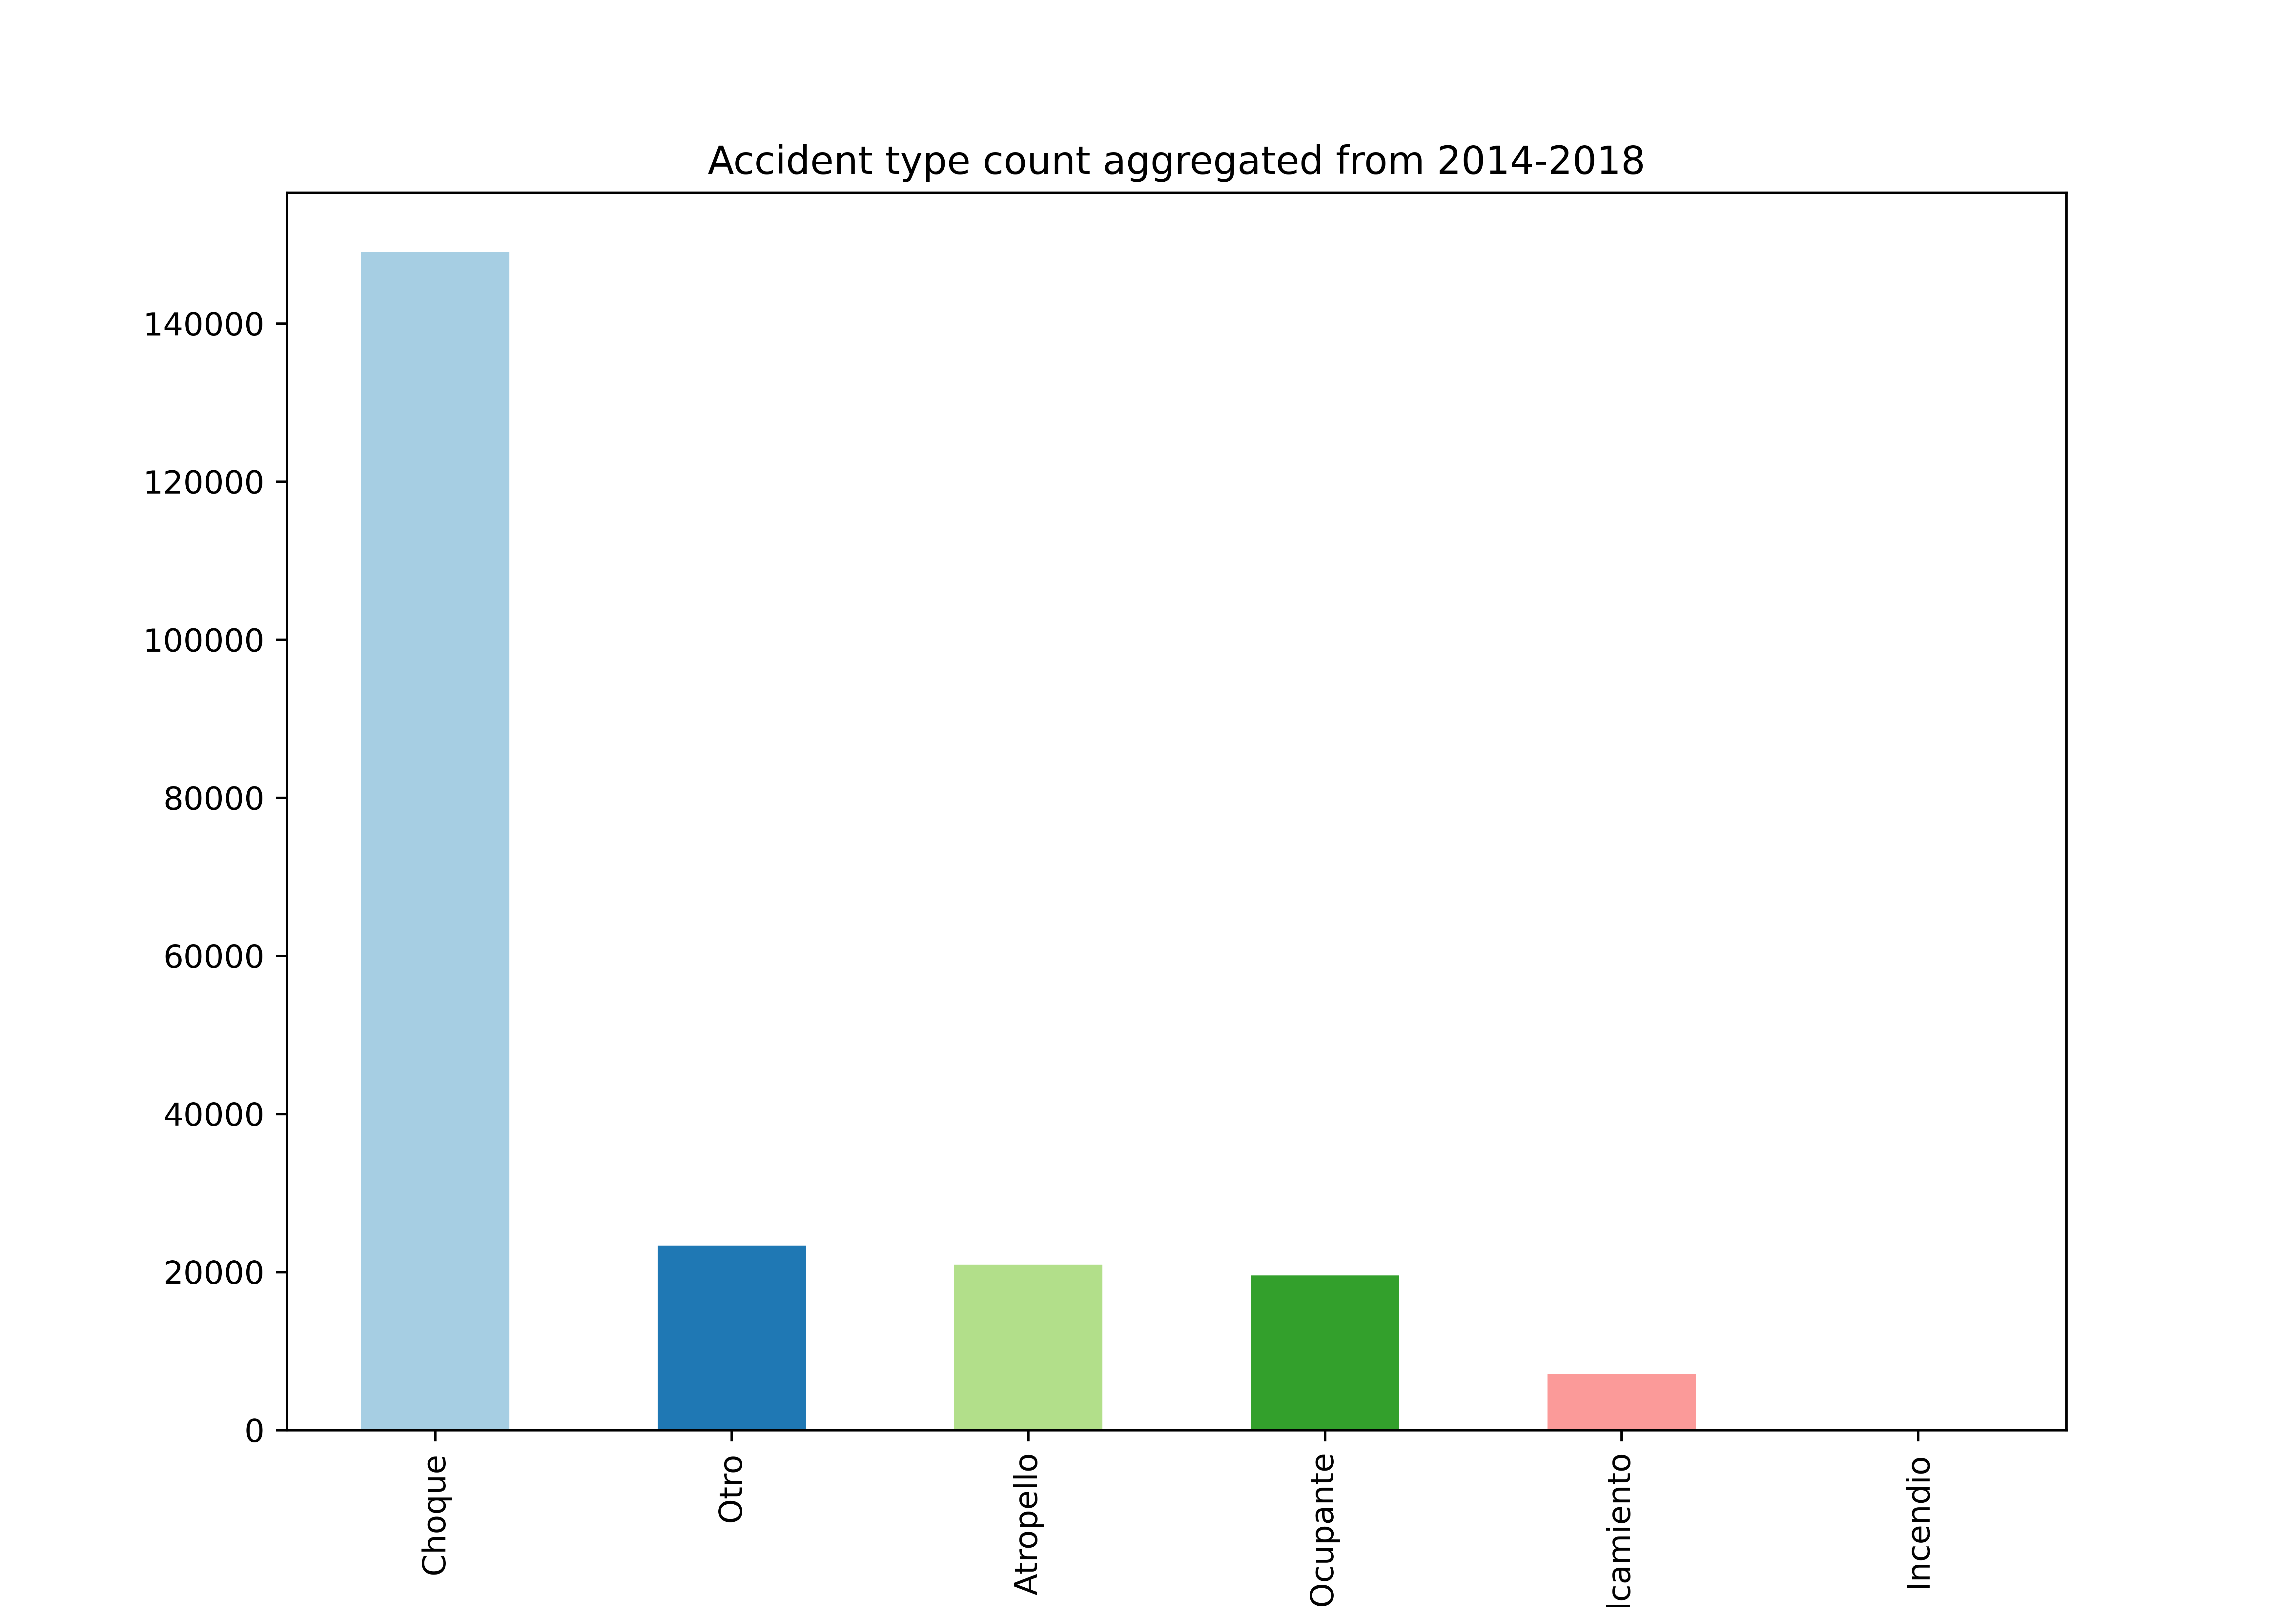 Accident type count aggregated from 2014-2018
140000
120000
100000
80000
60000
40000
20000
0
Choque
Otro
Atropello
Ocupante
lcamiento
Incendio